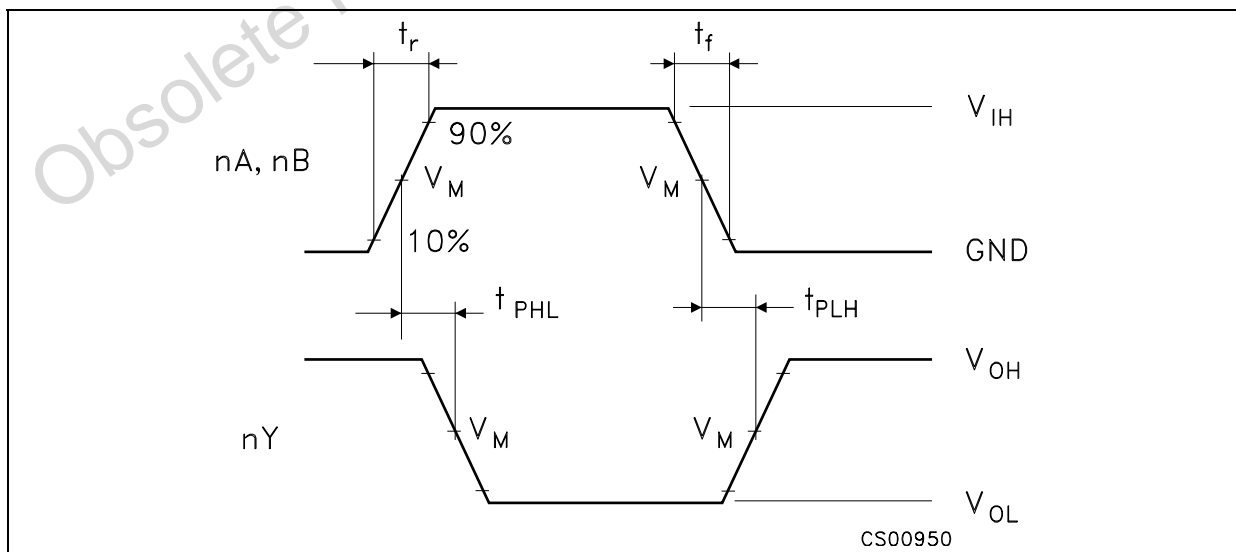 Obsolete
t_r
t_f
V_IH
90%
nA, nB
V_M
V_M
10%
GND
t_PHL
t_PLH
V_OH
nY
V_M
V_M
V_OL
CS00950